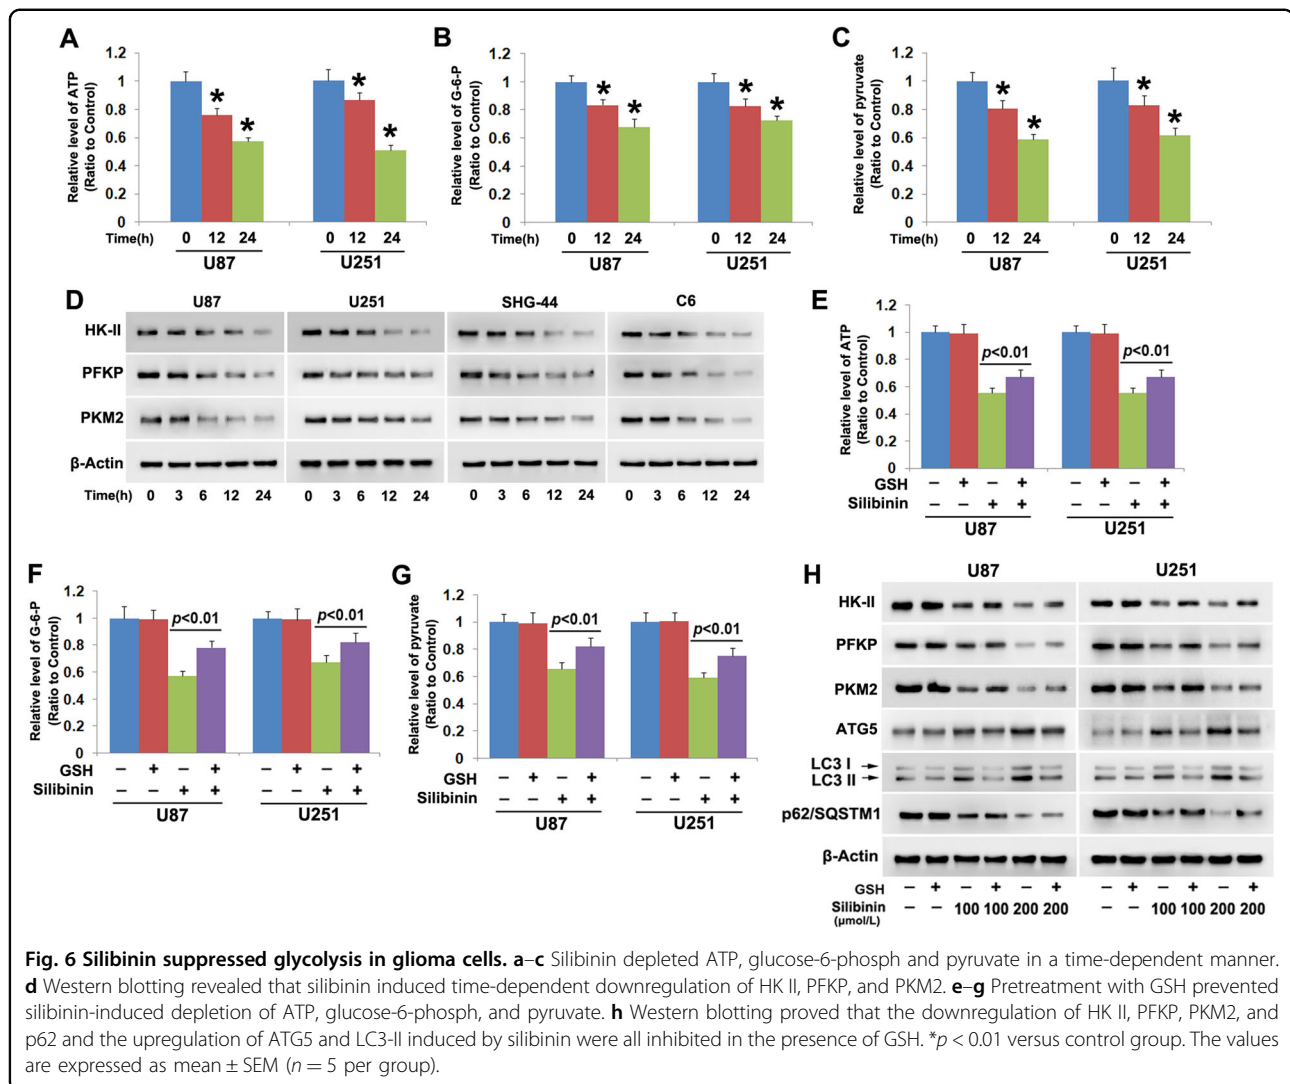 A
Relative level of ATP
(Ratio to Control)
1.2
1
0.8
0.6
0.4
0.2
0
* * * *
Time(h) 0 12 24 0 12 24
U87 U251
B
Relative level of G-6-P
(Ratio to Control)
1.2
1
0.8
0.6
0.4
0.2
0
* * * *
Time(h) 0 12 24 0 12 24
U87 U251
C
Relative level of pyruvate
(Ratio to Control)
1.2
1
0.8
0.6
0.4
0.2
0
* * * *
Time(h) 0 12 24 0 12 24
U87 U251
D
U87 U251 SHG-44 C6
HK-II
PFKP
PKM2
β-Actin
Time(h) 0 3 6 12 24 0 3 6 12 24 0 3 6 12 24 0 3 6 12 24
E
Relative level of ATP
(Ratio to Control)
1.2
1
0.8
0.6
0.4
0.2
0
p<0.01 p<0.01
GSH − + − + − + − +
Silibinin − − + + − − + +
U87 U251
F
Relative level of G-6-P
(Ratio to Control)
1.2
1
0.8
0.6
0.4
0.2
0
p<0.01 p<0.01
GSH − + − + − + − +
Silibinin − − + + − − + +
U87 U251
G
Relative level of pyruvate
(Ratio to Control)
1.2
1
0.8
0.6
0.4
0.2
0
p<0.01 p<0.01
GSH − + − + − + − +
Silibinin − − + + − − + +
U87 U251
H
U87 U251
HK-II
PFKP
PKM2
ATG5
LC3 I
LC3 II
p62/SQSTM1
β-Actin
GSH − + − + − + − + − + − +
Silibinin − − 100 100 200 200 − − 100 100 200 200
(μmol/L)
Fig. 6 Silibinin suppressed glycolysis in glioma cells. a–c Silibinin depleted ATP, glucose-6-phosph and pyruvate in a time-dependent manner.
d Western blotting revealed that silibinin induced time-dependent downregulation of HK II, PFKP, and PKM2. e–g Pretreatment with GSH prevented
silibinin-induced depletion of ATP, glucose-6-phosph, and pyruvate. h Western blotting proved that the downregulation of HK II, PFKP, PKM2, and
p62 and the upregulation of ATG5 and LC3-II induced by silibinin were all inhibited in the presence of GSH. *p < 0.01 versus control group. The values
are expressed as mean ± SEM (n = 5 per group).